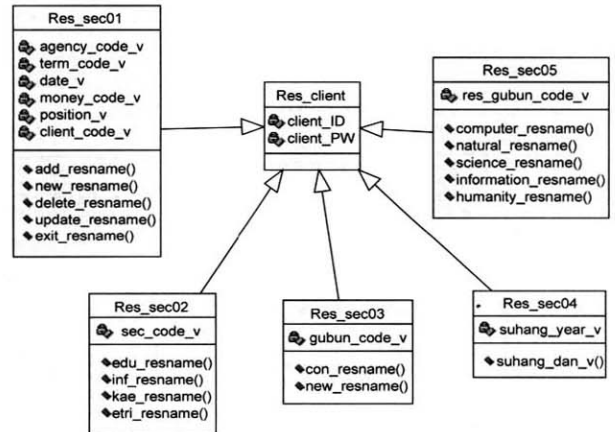 Res_sec01
agency_code_v
term_code_v
date_v
money_code_v
position_v
client_code_v
add_resname()
new_resname()
delete_resname()
update_resname()
exit_resname()
Res_client
client_ID
client_PW
Res_sec05
res_gubun_code_v
computer_resname()
natural_resname()
science_resname()
information_resname()
humanity_resname()
Res_sec02
sec_code_v
edu_resname()
inf_resname()
kae_resname()
etri_resname()
Res_sec03
gubun_code_v
con_resname()
new_resname()
Res_sec04
suhang_year_v
suhang_dan_v()